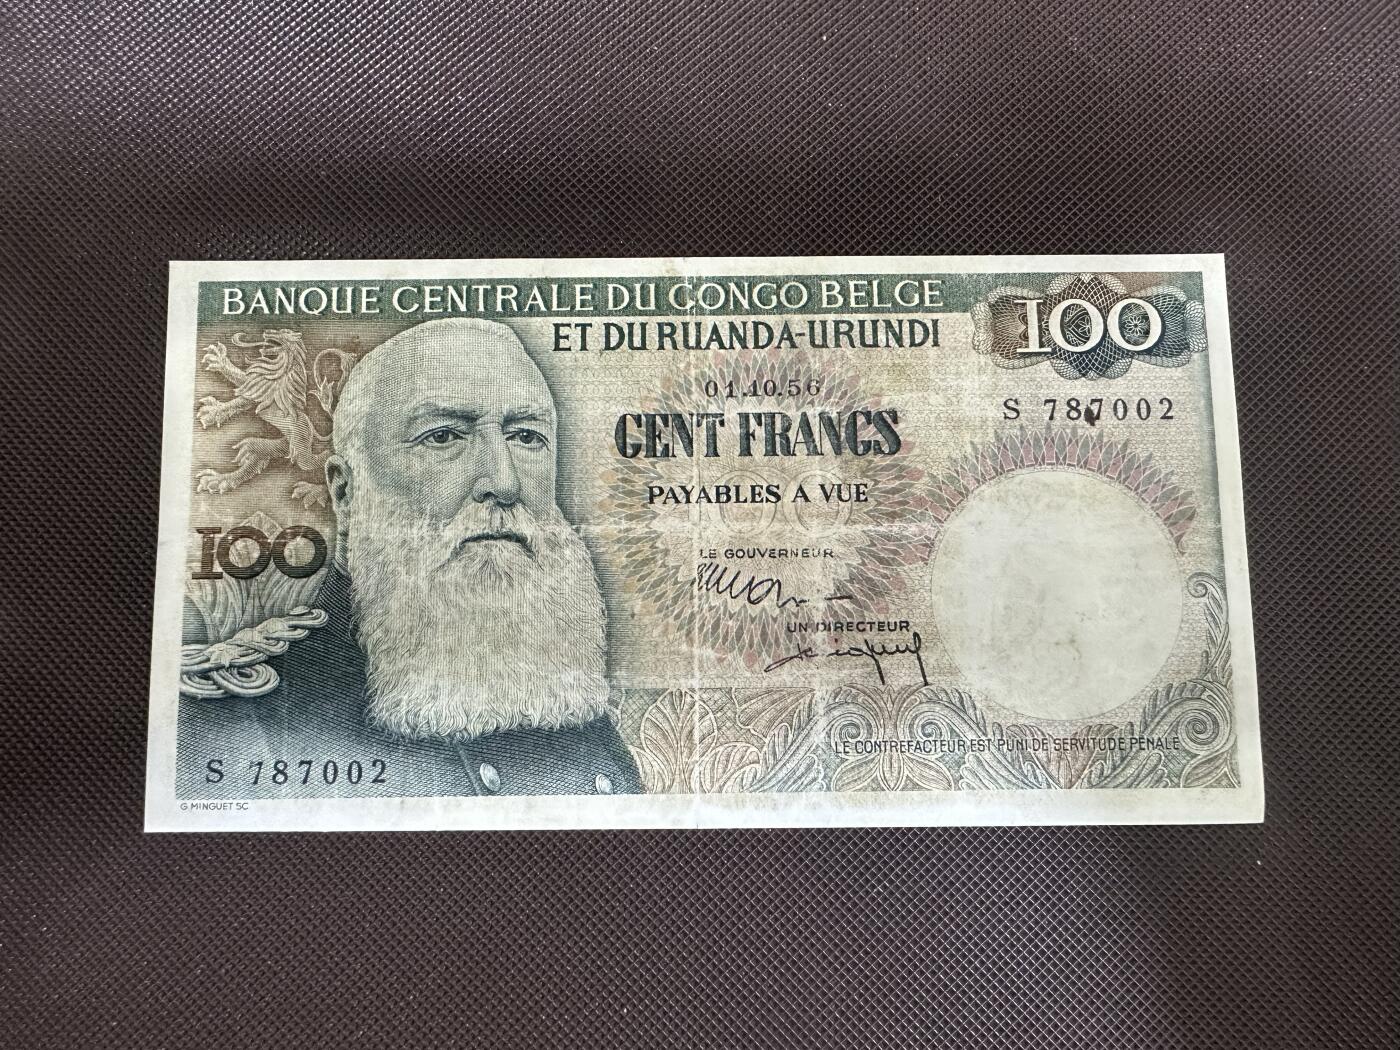 BANQUE CENTRALE DU CONGO BELGE
ET DU RUANDA-URUNDI
100
01.10.56
S 787002
CENT FRANCS
PAYABLES A VUE
100
LE GOUVERNEUR
UN DIRECTEUR
LE CONTREFACTEUR EST PUNI DE SERVITUDE PÉNALE
S 787002
G. MINGUET SC